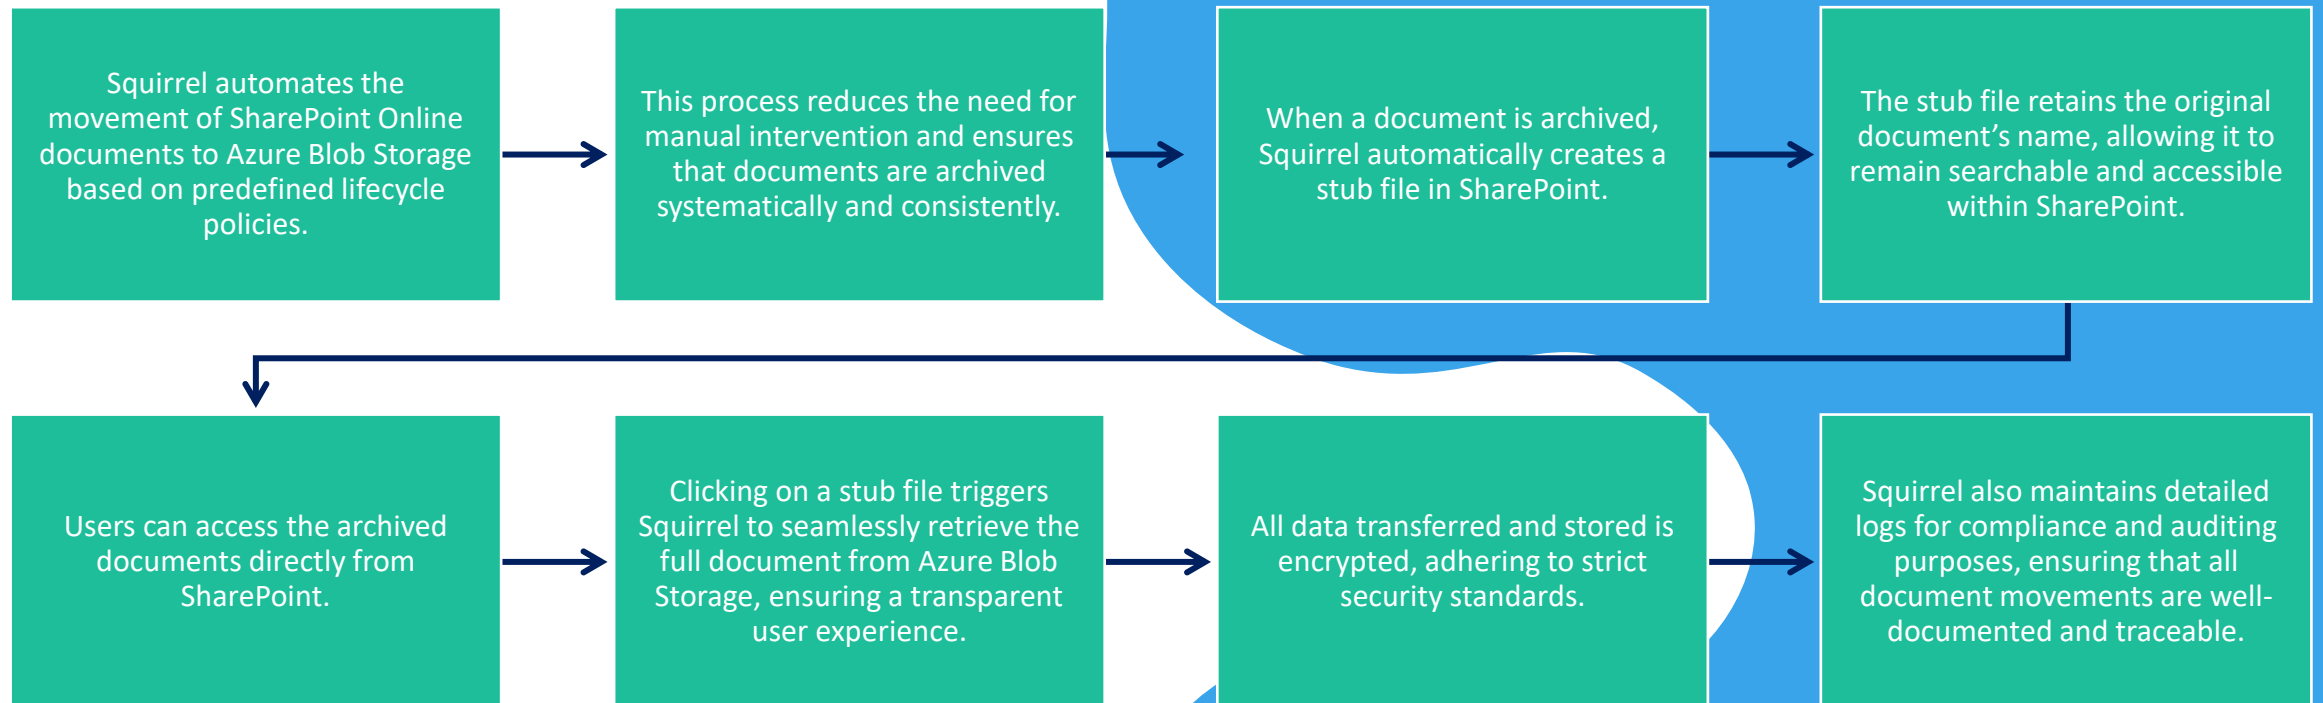 Squirrel automates the
movement of SharePoint Online
documents to Azure Blob Storage
based on predefined lifecycle
policies.
This process reduces the need for
manual intervention and ensures
that documents are archived
systematically and consistently.
When a document is archived,
Squirrel automatically creates a
stub file in SharePoint.
The stub file retains the original
document’s name, allowing it to
remain searchable and accessible
within SharePoint.
Users can access the archived
documents directly from
SharePoint.
Clicking on a stub file triggers
Squirrel to seamlessly retrieve the
full document from Azure Blob
Storage, ensuring a transparent
user experience.
All data transferred and stored is
encrypted, adhering to strict
security standards.
Squirrel also maintains detailed
logs for compliance and auditing
purposes, ensuring that all
document movements are well-
documented and traceable.